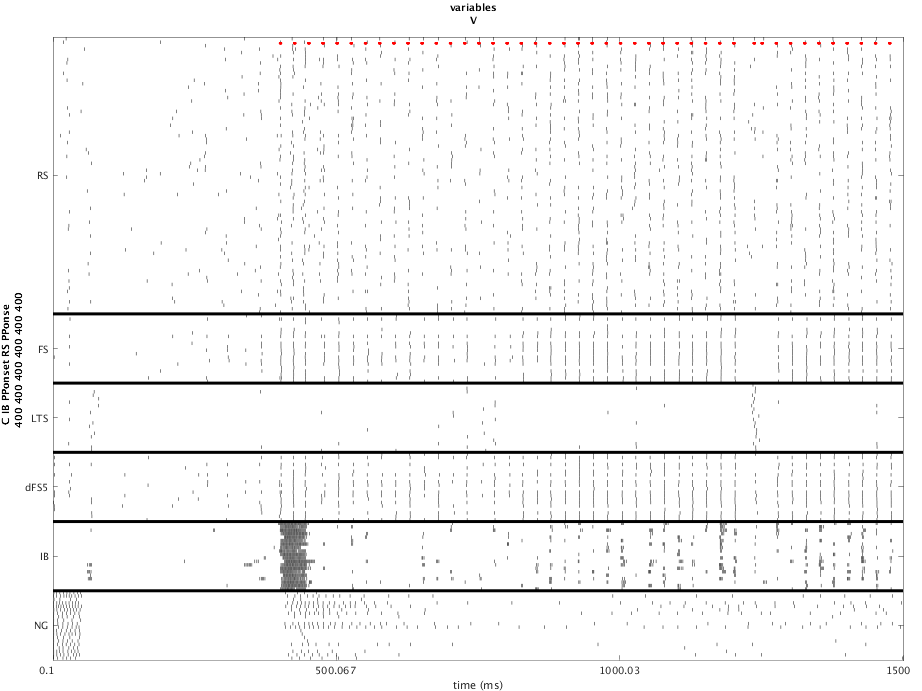 variables
V
C IB PPonset RS PPonse
400 400 400 400 400 400
RS
FS
LTS
dFS5
IB
NG
0.1
500.067
1000.03
1500
time (ms)